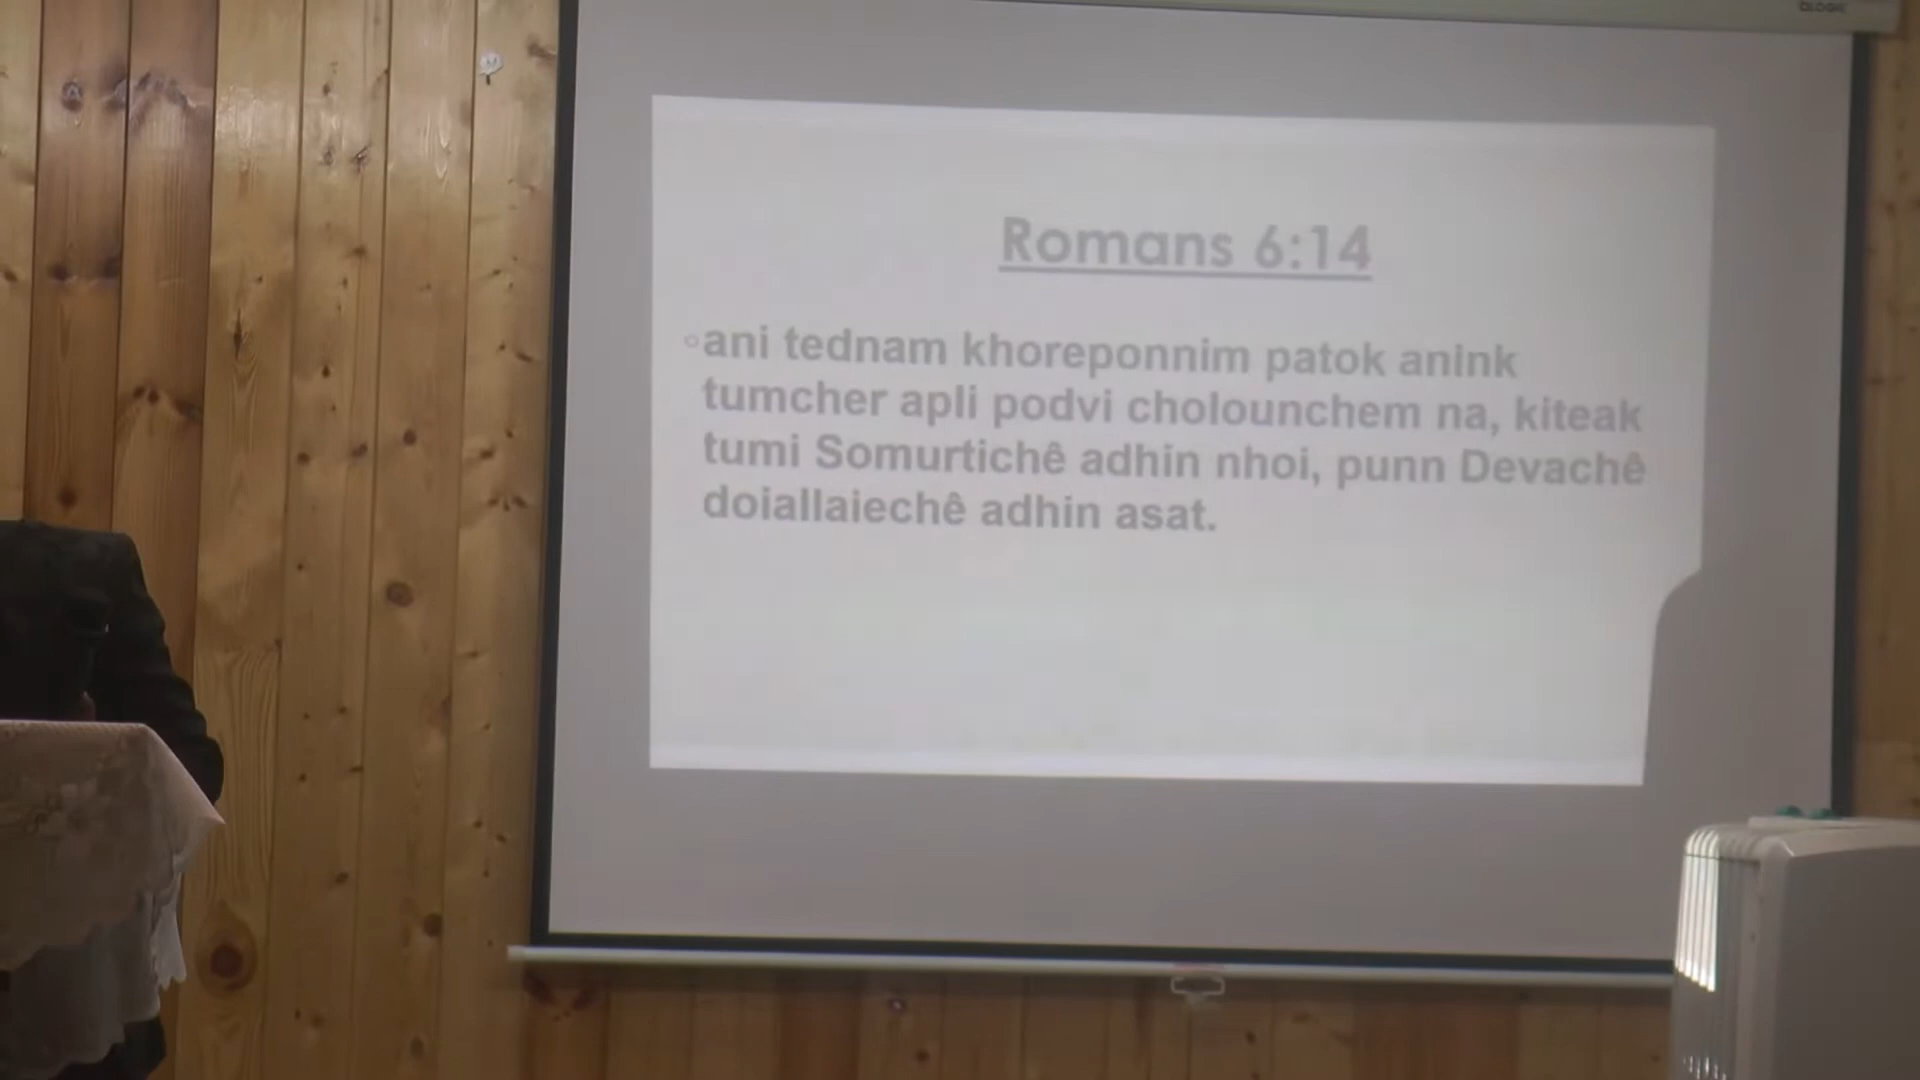 Romans 6:14
ani tednam khoreponnim patok anink
tumcher apli podvi cholounchem na, kiteak
tumi Somurtichê adhin nhoi, punn Devachê
doiallaiechê adhin asat.